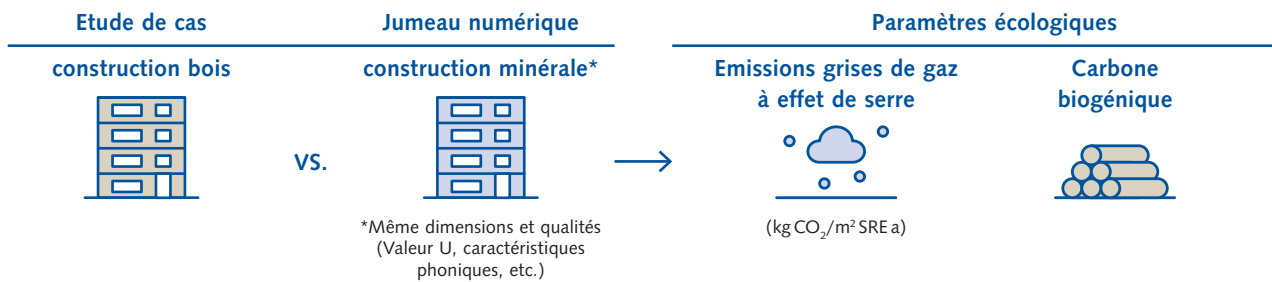 Etude de cas
Jumeau numérique
Paramètres écologiques
construction bois
VS.
construction minérale*
*Même dimensions et qualités
(Valeur U, caractéristiques
phoniques, etc.)
Emissions grises de gaz
à effet de serre
(kg CO₂/m² SRE a)
Carbone
biogénique